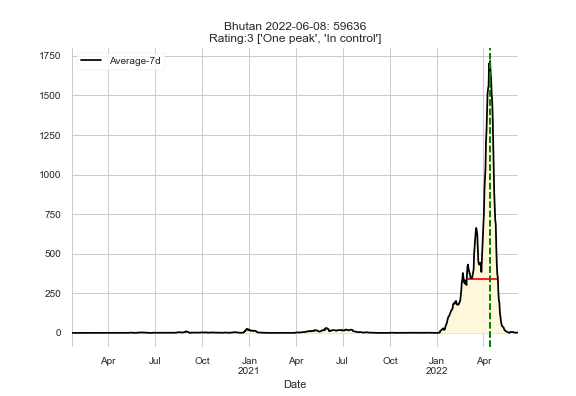 Bhutan 2022-06-08: 59636
Rating:3 ['One peak', 'In control']
Average-7d
1750
1500
1250
1000
750
500
250
0
Apr Jul Oct Jan Apr Jul Oct Jan Apr
2021 2022
Date